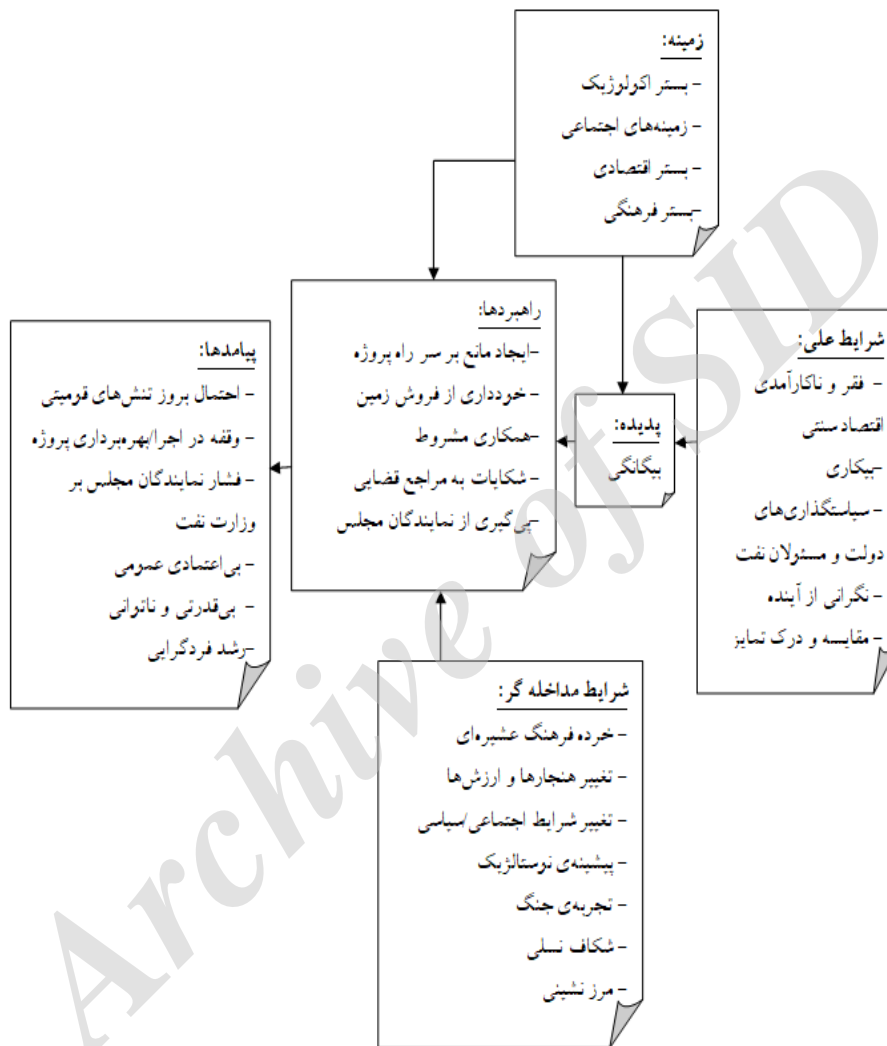 زمینه:
- بستر اکولوژیک
- زمینه‌های اجتماعی
- بستر اقتصادی
-بستر فرهنگی
شرایط علی:
- فقر و ناکارآمدی
اقتصاد سنتی
-بیکاری
- سیاستگذاری‌های
دولت و مسئولان نفت
- نگرانی از آینده
- مقایسه و درک تمایز
پدیده:
بیگانگی
راهبردها:
-ایجاد مانع بر سر راه پروژه
خودداری از فروش زمین
-همکاری مشروط
- شکایات به مراجع قضایی
-پی‌گیری از نمایندگان مجلس
پیامدها:
- احتمال بروز تنش‌های قومیتی
- وقفه در اجرا/بهره‌برداری پروژه
- فشار نمایندگان مجلس بر
وزارت نفت
- بی‌اعتمادی عمومی
- بی‌قدرتی و ناتوانی
-رشد فردگرایی
شرایط مداخله گر:
- خرده فرهنگ عشیره‌ای
- تغییر هنجارها و ارزش‌ها
- تغییر شرایط اجتماعی/سیاسی
- پیشینه‌ی نوستالژیک
- تجربه‌ی جنگ
- شکاف نسلی
- مرز نشینی
Archive of SID